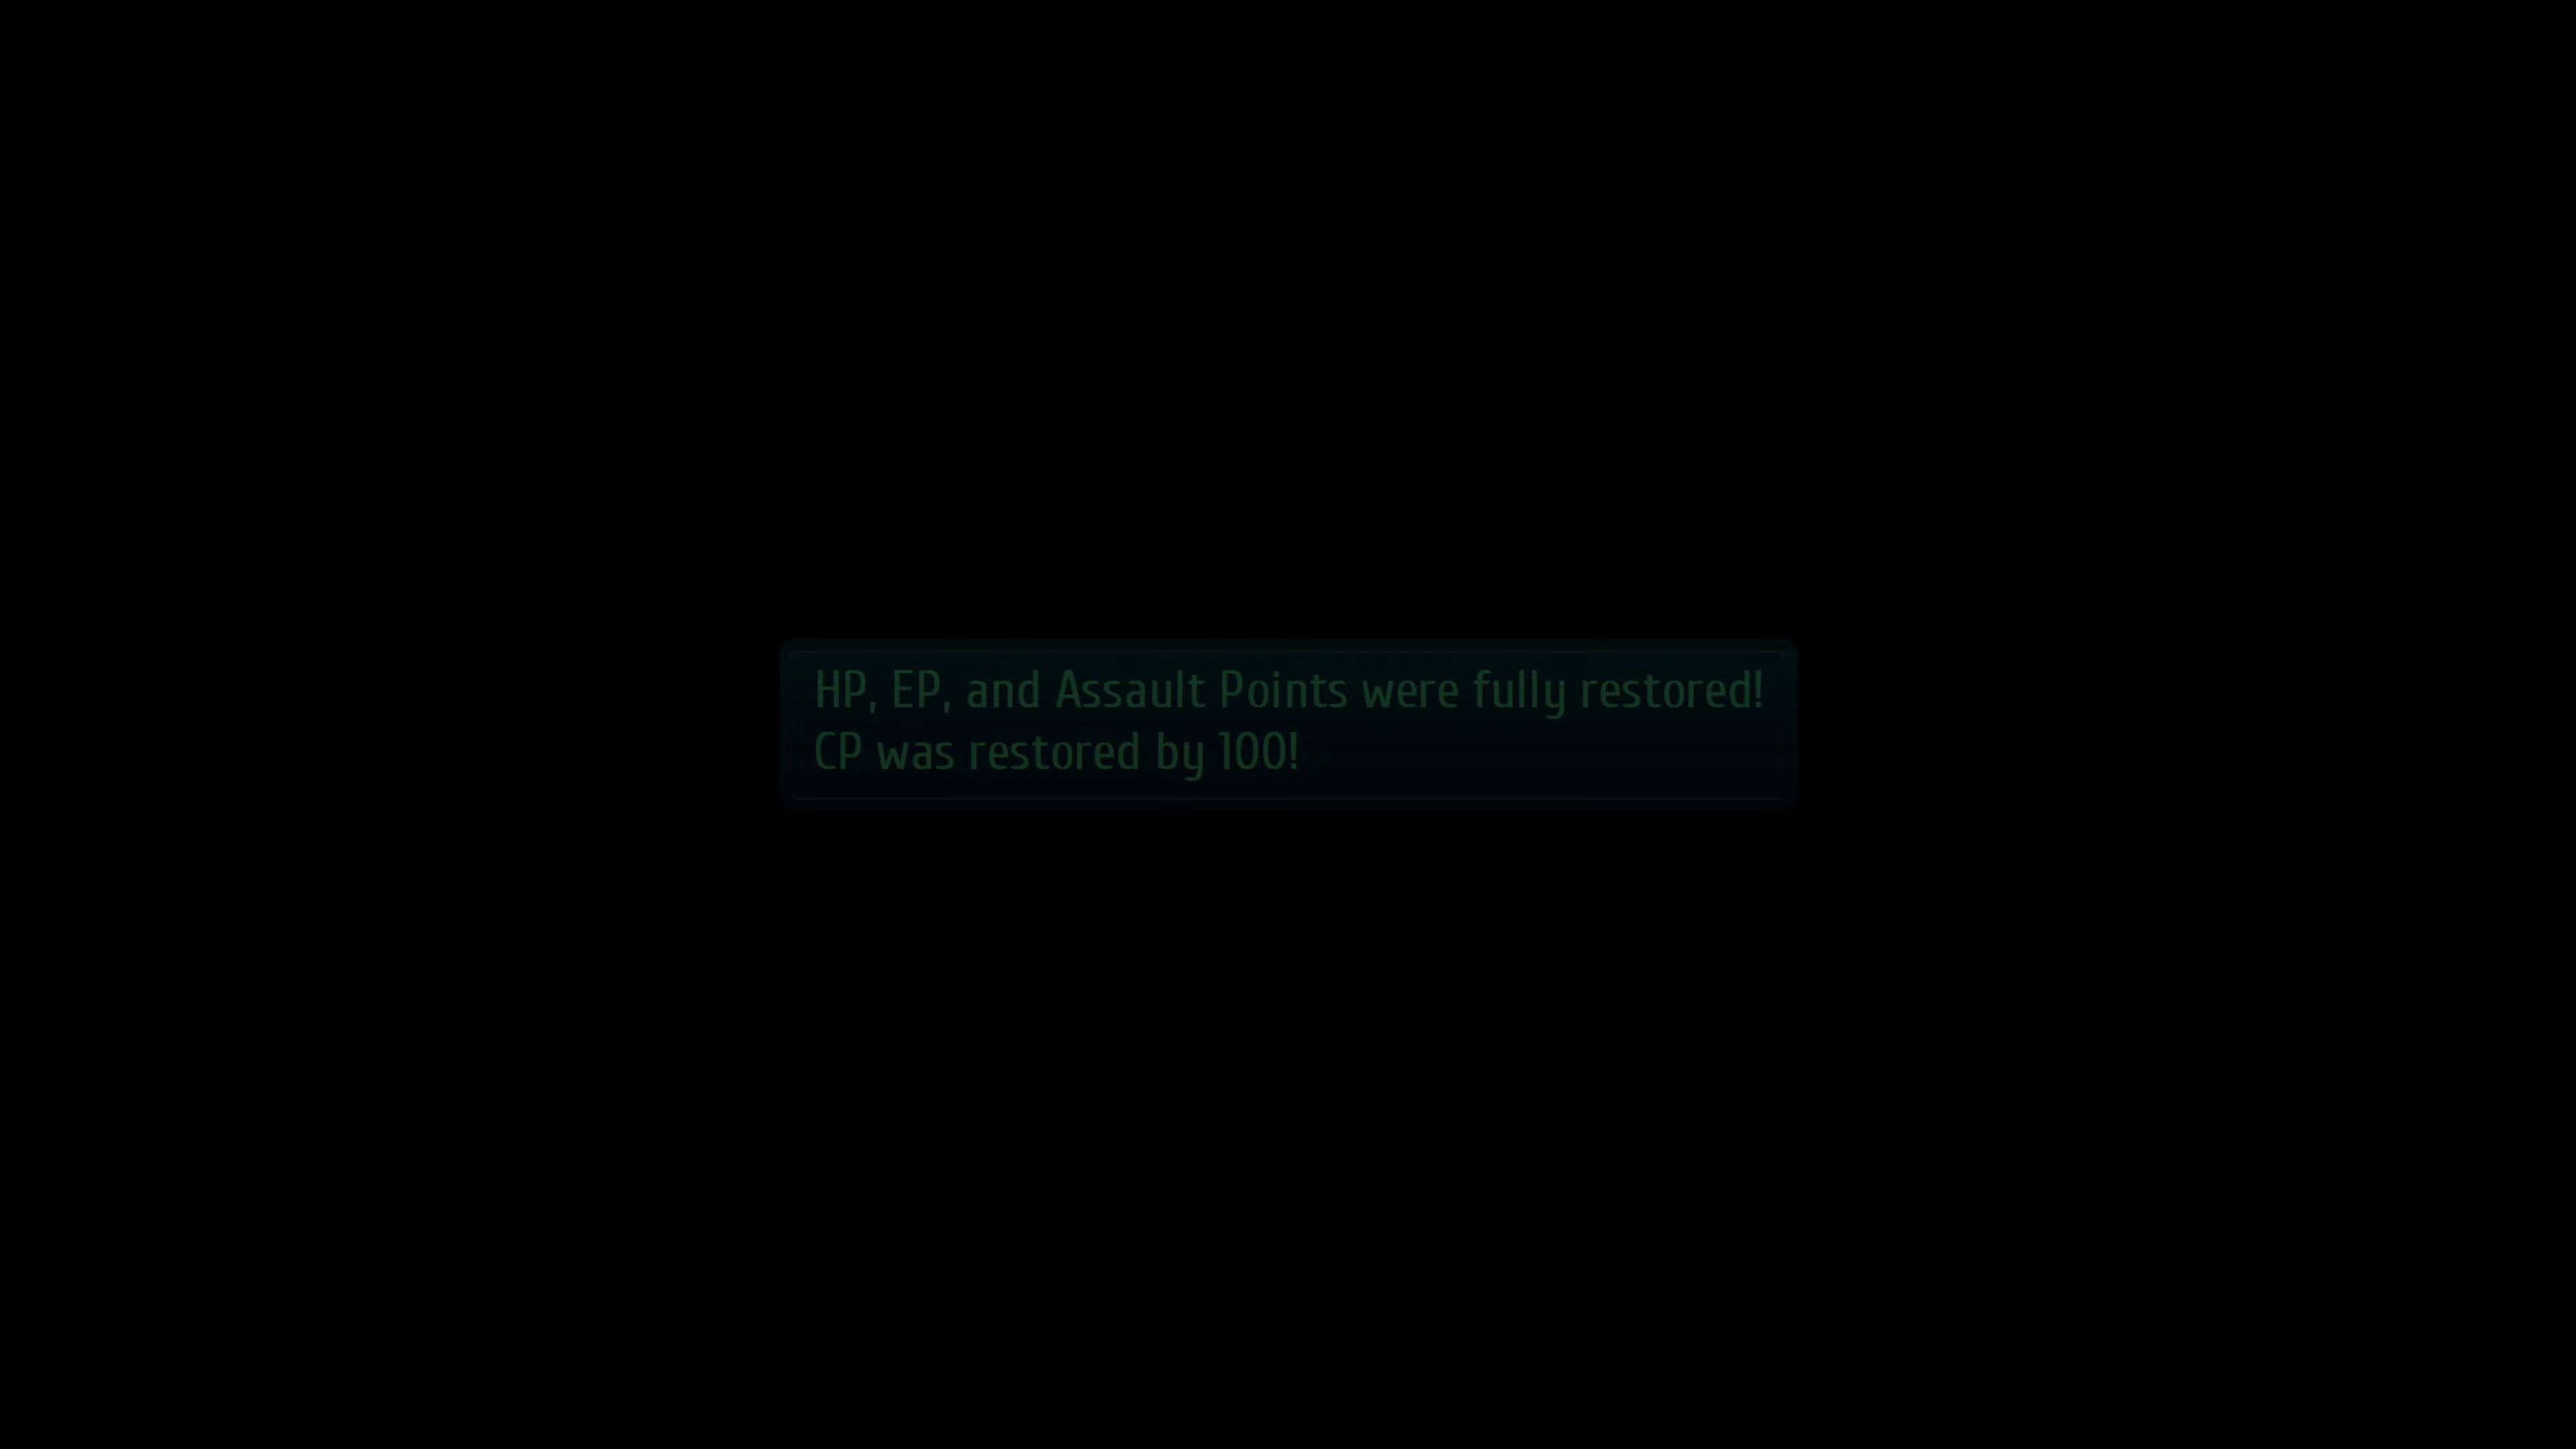 HP, EP, and Assault Points were fully restored!
CP was restored by 100!